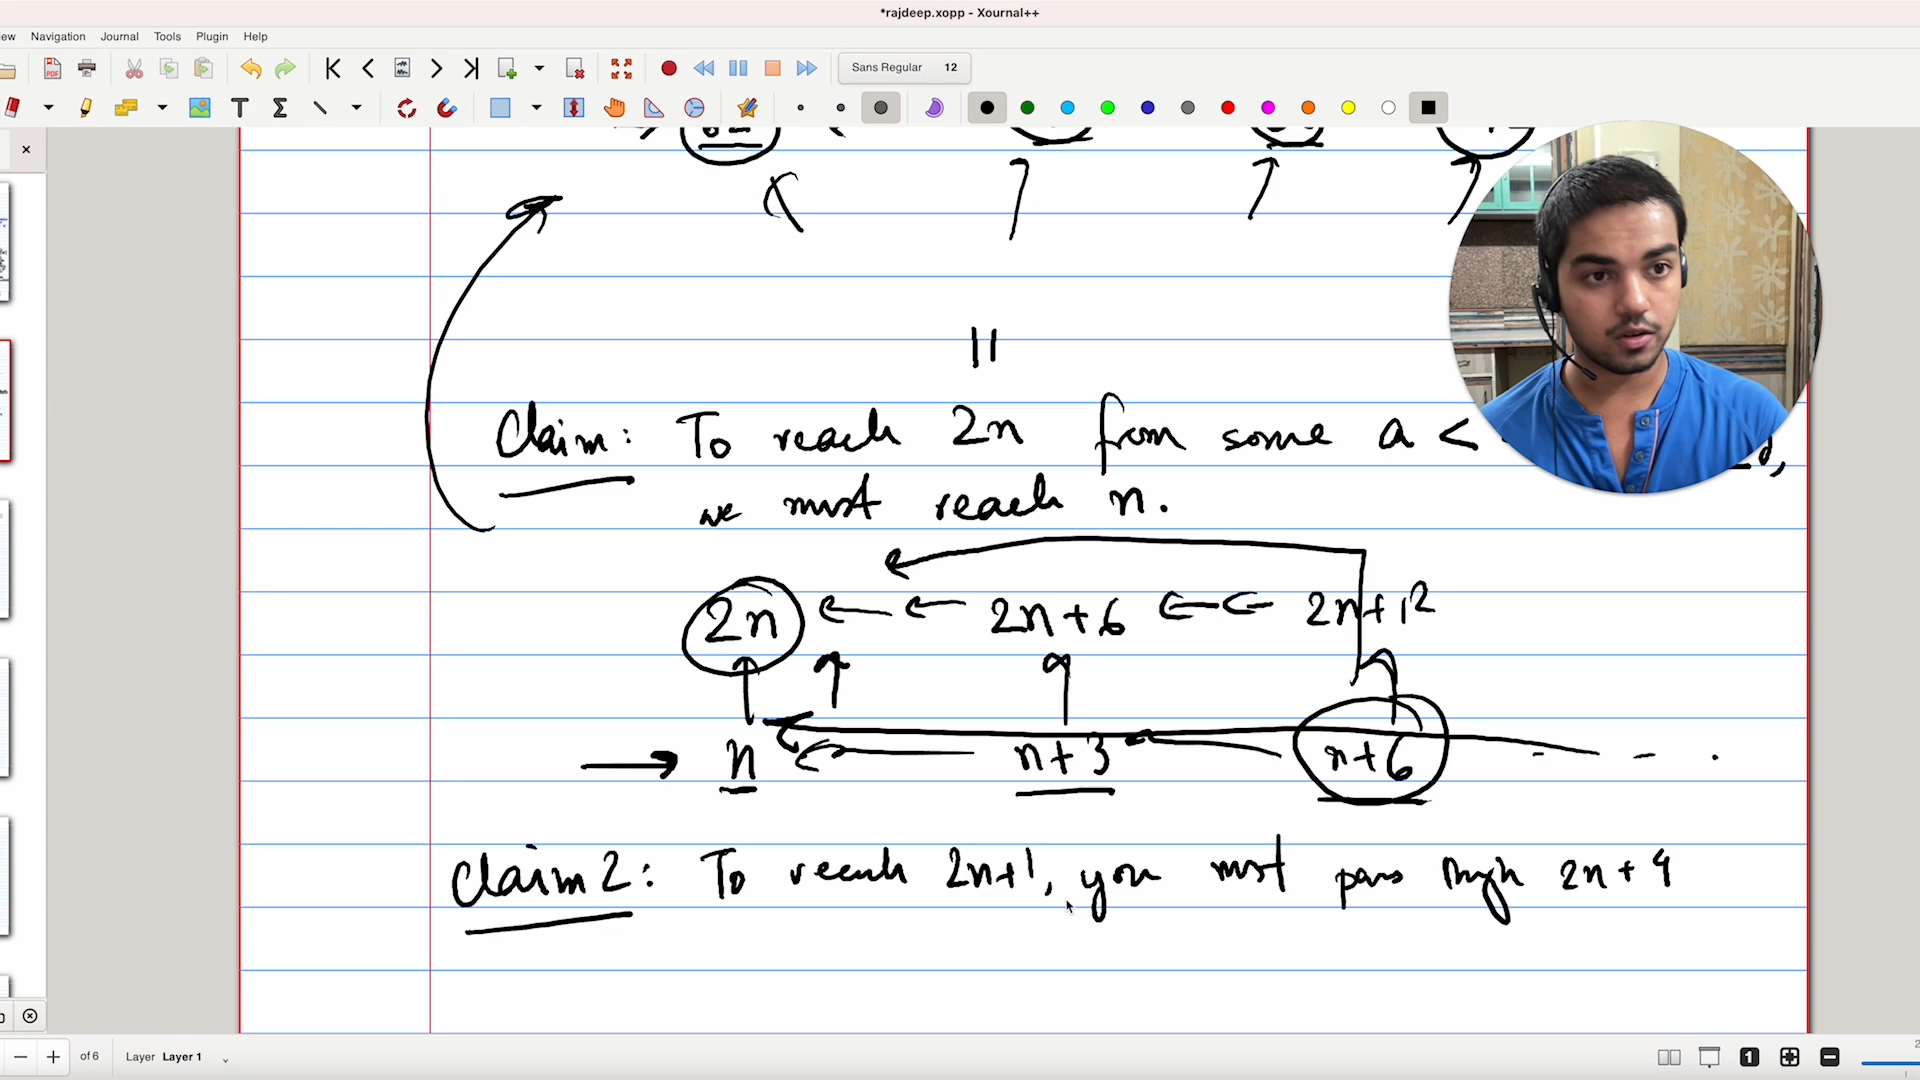 *rajdeep.xopp - Xournal++
ew Navigation Journal Tools Plugin Help
Sans Regular 12
Claim: To reach 2n from some a <
we must reach n.
2n ← ← 2n+6 ← ← 2n+12
→ n n+3 n+6 - - .
Claim 2: To reach 2n+1, you must pass through 2n+4
of 6 Layer Layer 1